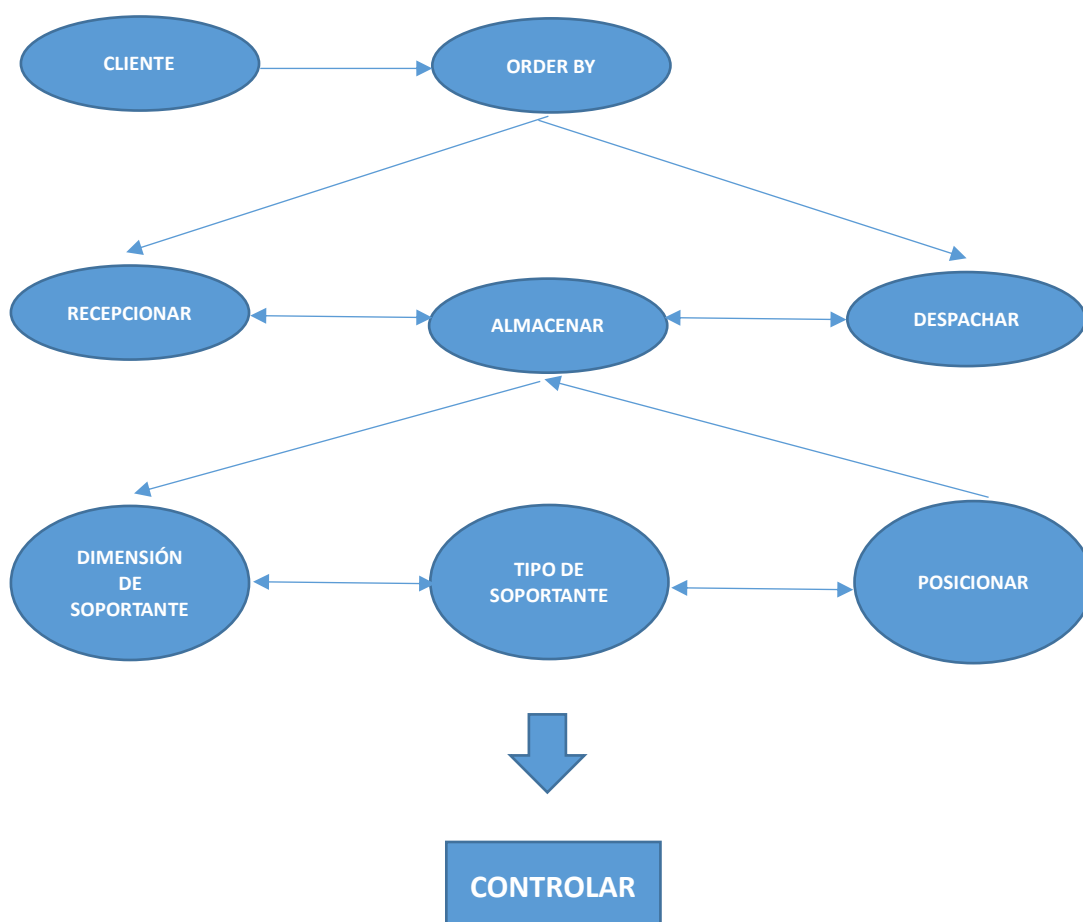 CLIENTE
ORDER BY
RECEPCIONAR
ALMACENAR
DESPACHAR
DIMENSIÓN
DE
SOPORTANTE
TIPO DE
SOPORTANTE
POSICIONAR
CONTROLAR